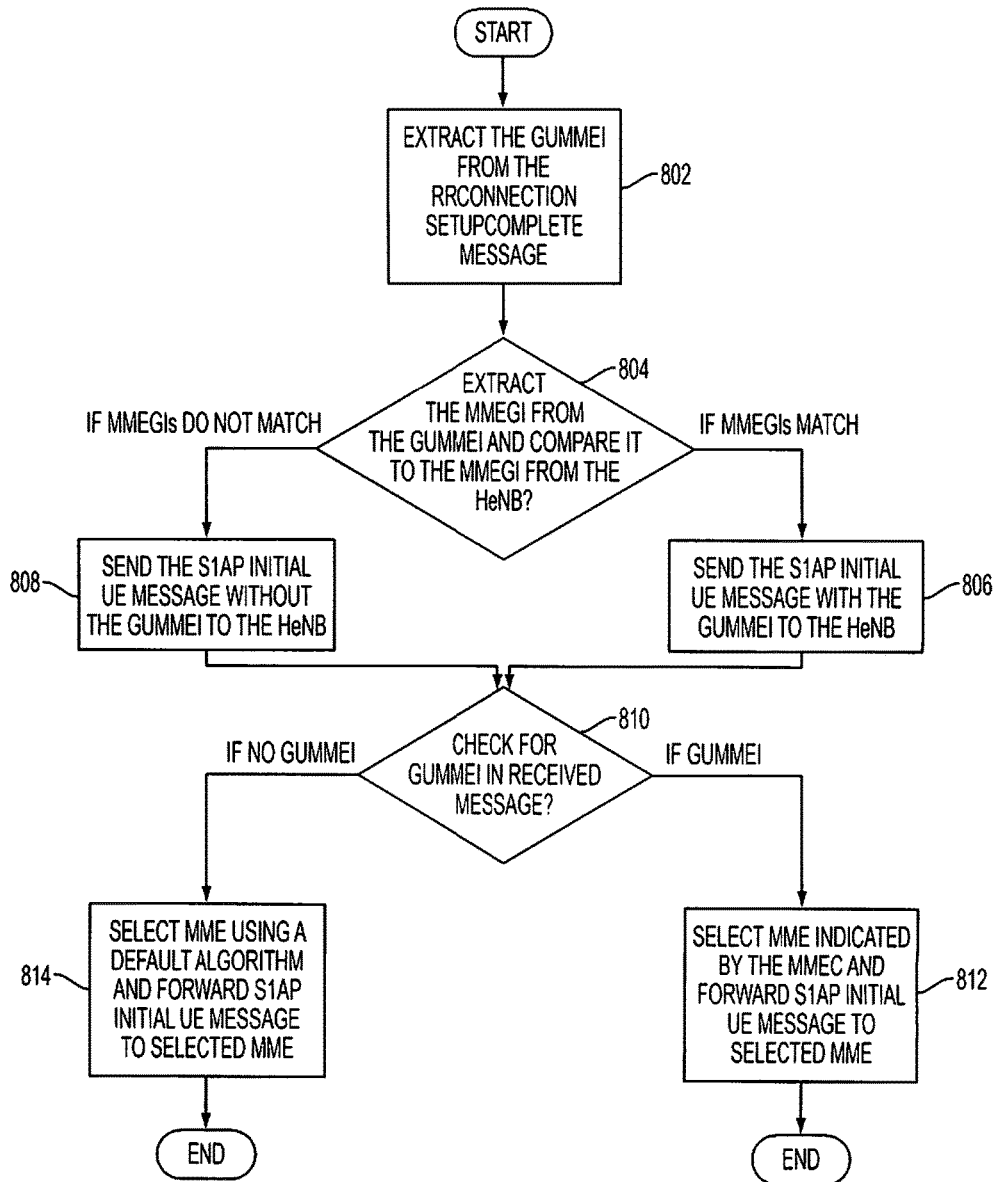 START
EXTRACT THE GUMMEI
FROM THE
RRCONNECTION
SETUPCOMPLETE
MESSAGE
802
804
EXTRACT
THE MMEGI FROM
THE GUMMEI AND COMPARE IT
TO THE MMEGI FROM THE
HeNB?
IF MMEGIs DO NOT MATCH
IF MMEGIs MATCH
808
SEND THE S1AP INITIAL
UE MESSAGE WITHOUT
THE GUMMEI TO THE HeNB
SEND THE S1AP INITIAL
UE MESSAGE WITH THE
GUMMEI TO THE HeNB
806
810
CHECK FOR
GUMMEI IN RECEIVED
MESSAGE?
IF NO GUMMEI
IF GUMMEI
814
SELECT MME USING A
DEFAULT ALGORITHM
AND FORWARD S1AP
INITIAL UE MESSAGE
TO SELECTED MME
SELECT MME INDICATED
BY THE MMEC AND
FORWARD S1AP INITIAL
UE MESSAGE TO
SELECTED MME
812
END
END